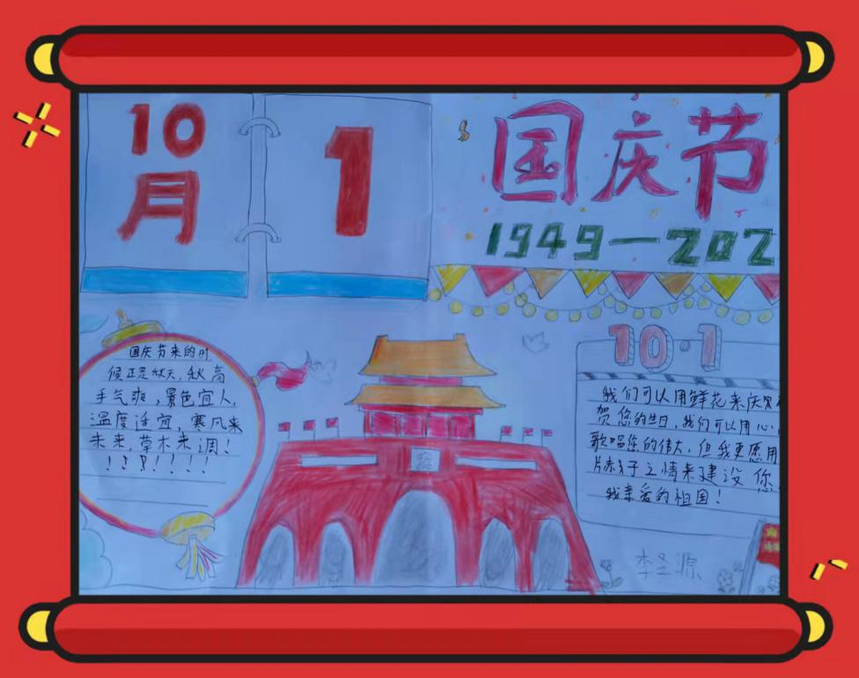 10
月
1
国庆节
1949—202
国庆节来的时
候正是秋天,秋高
手气爽,景色宜人,
温度适宜,寒风来
未来,草木未凋!
!?!!!!!
10·1
我们可以用鲜花来庆
贺您的生日,我们可以用心
歌唱您的伟大,但我更愿用
片赤子之情来建设您
我亲爱的祖国!